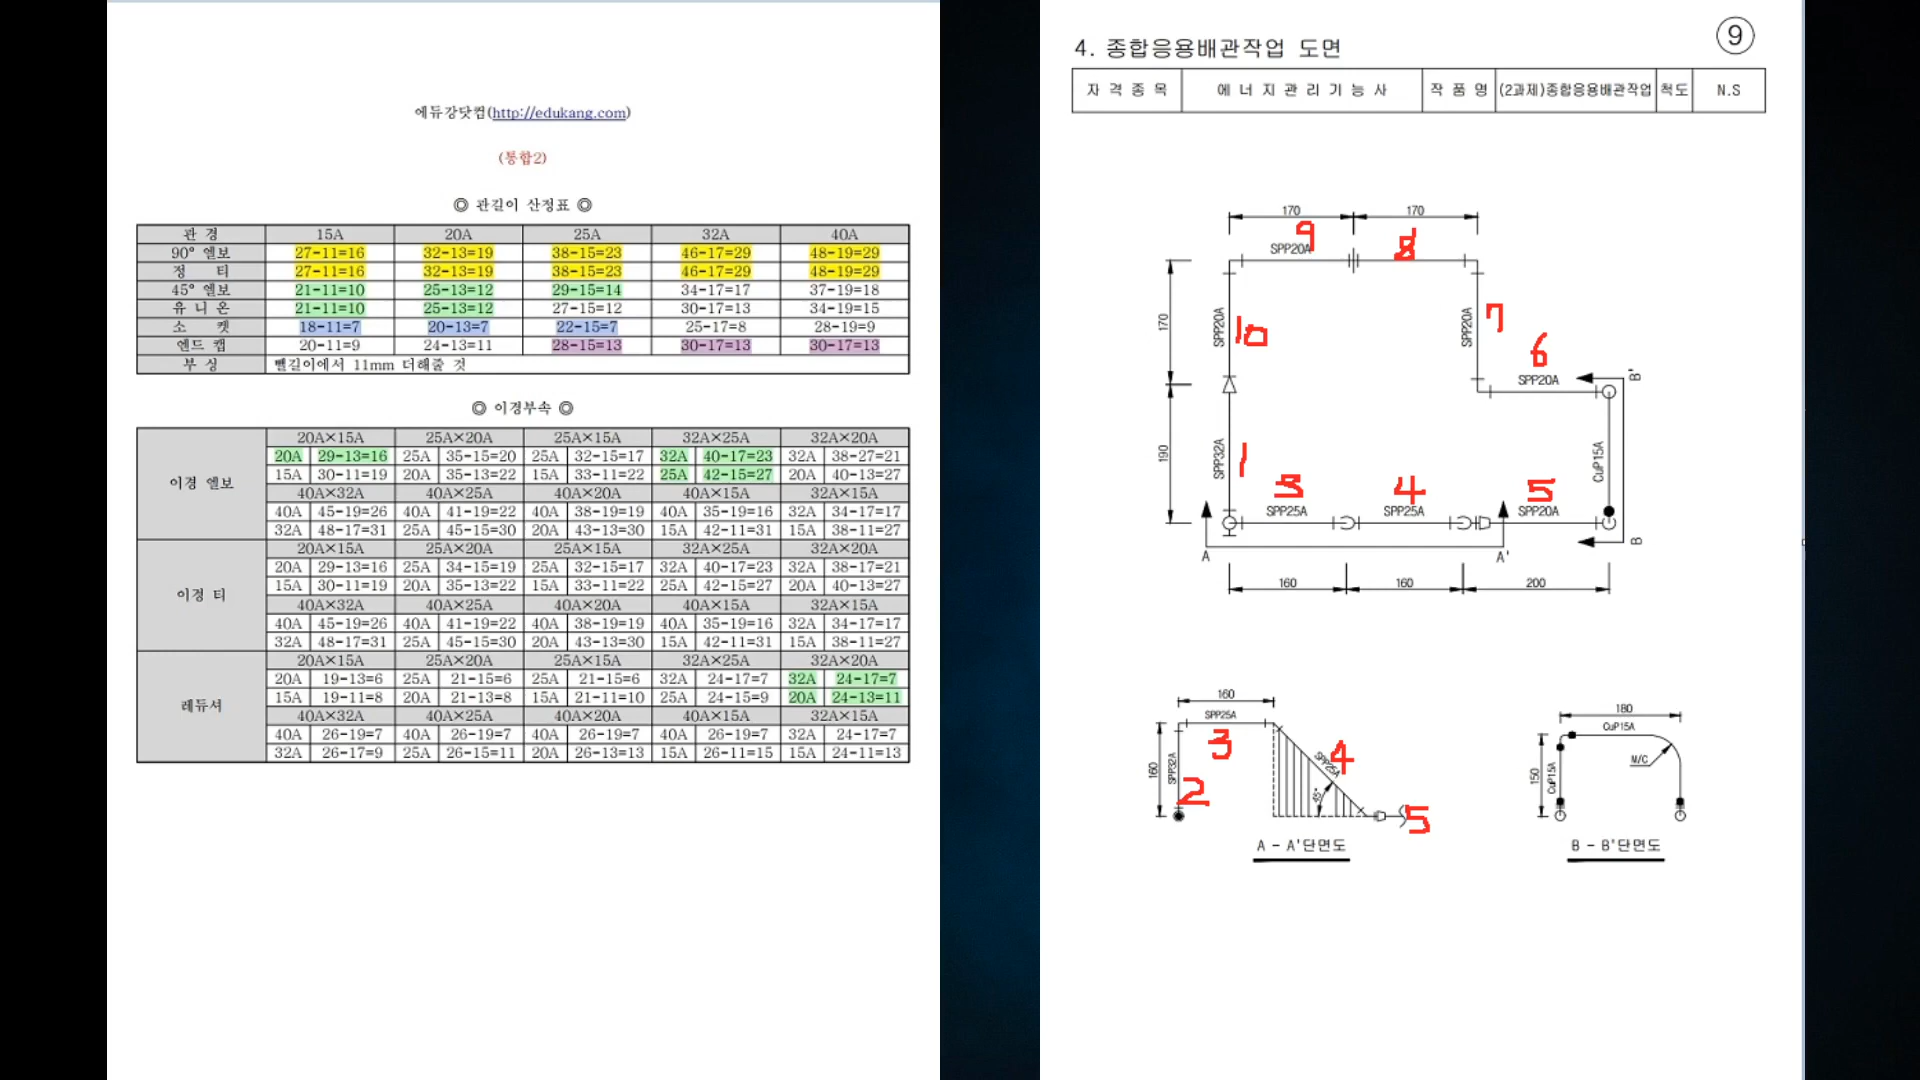 에듀강닷컴(http://edukang.com)
(통합2)
◎ 관길이 산정표 ◎
관 경 15A 20A 25A 32A 40A
90° 엘보 27-11=16 32-13=19 38-15=23 46-17=29 48-19=29
정 티 27-11=16 32-13=19 38-15=23 46-17=29 48-19=29
45° 엘보 21-11=10 25-13=12 29-15=14 34-17=17 37-19=18
유 니 온 21-11=10 25-13=12 27-15=12 30-17=13 34-19=15
소 켓 18-11=7 20-13=7 22-15=7 25-17=8 28-19=9
엔드 캡 20-11=9 24-13=11 28-15=13 30-17=13 30-17=13
부 싱 뺄길이에서 11mm 더해줄 것
◎ 이경부속 ◎
이경 엘보
20A×15A 25A×20A 25A×15A 32A×25A 32A×20A
20A 29-13=16 25A 35-15=20 25A 32-15=17 32A 40-17=23 32A 38-27=21
15A 30-11=19 20A 35-13=22 15A 33-11=22 25A 42-15=27 20A 40-13=27
40A×32A 40A×25A 40A×20A 40A×15A 32A×15A
40A 45-19=26 40A 41-19=22 40A 38-19=19 40A 35-19=16 32A 34-17=17
32A 48-17=31 25A 45-15=30 20A 43-13=30 15A 42-11=31 15A 38-11=27
이경 티
20A×15A 25A×20A 25A×15A 32A×25A 32A×20A
20A 29-13=16 25A 34-15=19 25A 32-15=17 32A 40-17=23 32A 38-17=21
15A 30-11=19 20A 35-13=22 15A 33-11=22 25A 42-15=27 20A 40-13=27
40A×32A 40A×25A 40A×20A 40A×15A 32A×15A
40A 45-19=26 40A 41-19=22 40A 38-19=19 40A 35-19=16 32A 34-17=17
32A 48-17=31 25A 45-15=30 20A 43-13=30 15A 42-11=31 15A 38-11=27
레듀셔
20A×15A 25A×20A 25A×15A 32A×25A 32A×20A
20A 19-13=6 25A 21-15=6 25A 21-15=6 32A 24-17=7 32A 24-17=7
15A 19-11=8 20A 21-13=8 15A 21-11=10 25A 24-15=9 20A 24-13=11
40A×32A 40A×25A 40A×20A 40A×15A 32A×15A
40A 26-19=7 40A 26-19=7 40A 26-19=7 40A 26-19=7 32A 24-17=7
32A 26-17=9 25A 26-15=11 20A 26-13=13 15A 26-11=15 15A 24-11=13
9
4. 종합응용배관작업 도면
자 격 종 목 에 너 지 관 리 기 능 사 작 품 명 (2과제)종합응용배관작업 척도 N.S
170 170
9 8
SPP20A
170 SPP20A 10 SPP20A 7
6
SPP20A B'
190 SPP32A 1 CuP15A
3 4 5
SPP25A SPP25A SPP20A
A A' B
160 160 200
160
SPP25A
3 4
160 SPP32A SPP25A
2 45° 5
A - A'단면도
180
CuP15A
M/C
150 CuP15A
B - B'단면도